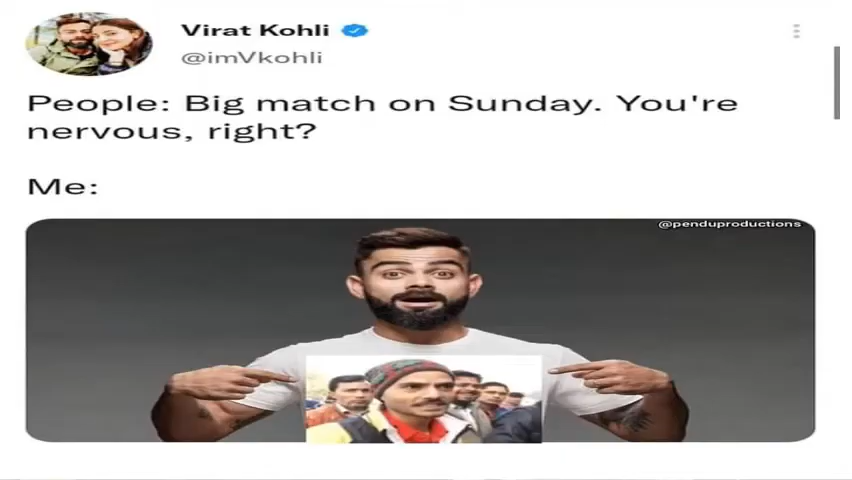 Virat Kohli
@imVkohli
People: Big match on Sunday. You're
nervous, right?
Me:
@penduproductions